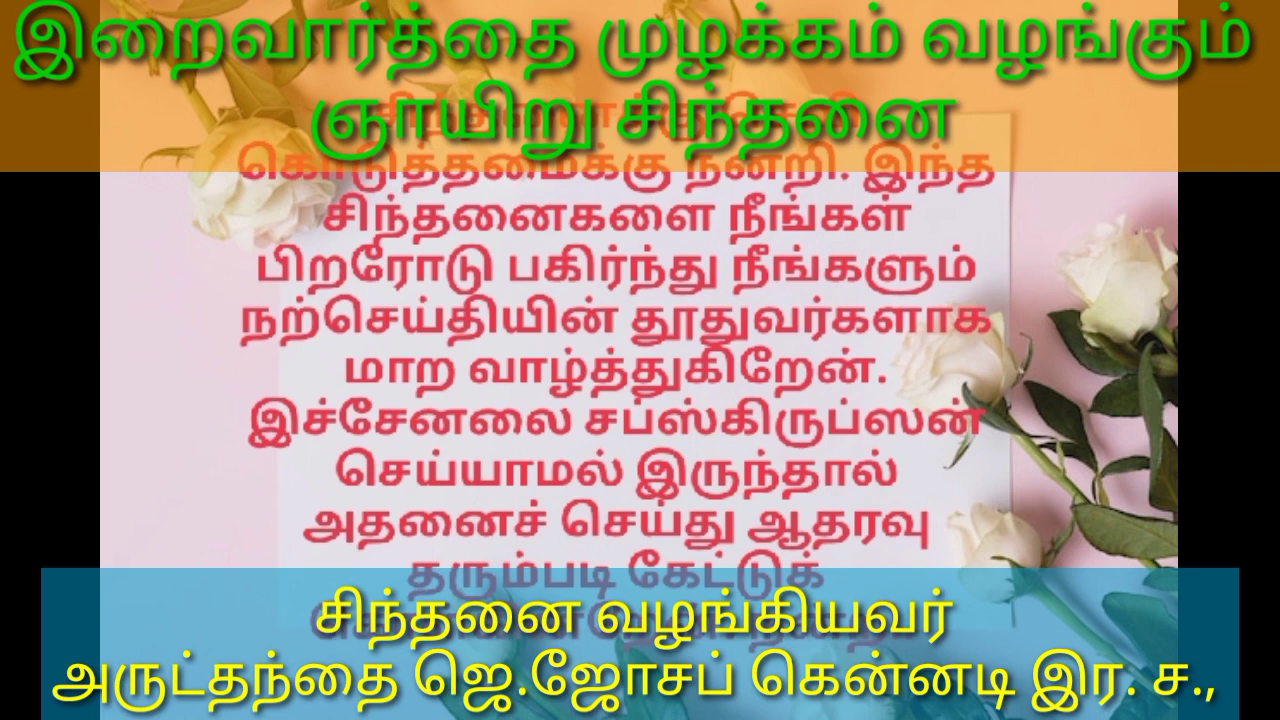 இறைவார்த்தை முழக்கம் வழங்கும்
ஞாயிறு சிந்தனை
கொடுத்தமைக்கு நன்றி. இந்த
சிந்தனைகளை நீங்கள்
பிறரோடு பகிர்ந்து நீங்களும்
நற்செய்தியின் தூதுவர்களாக
மாற வாழ்த்துகிறேன்.
இச்சேனலை சப்ஸ்கிருப்ஸன்
செய்யாமல் இருந்தால்
அதனைச் செய்து ஆதரவு
தரும்படி கேட்டுக்
சிந்தனை வழங்கியவர்
அருட்தந்தை ஜெ.ஜோசப் கென்னடி இர. ச.,